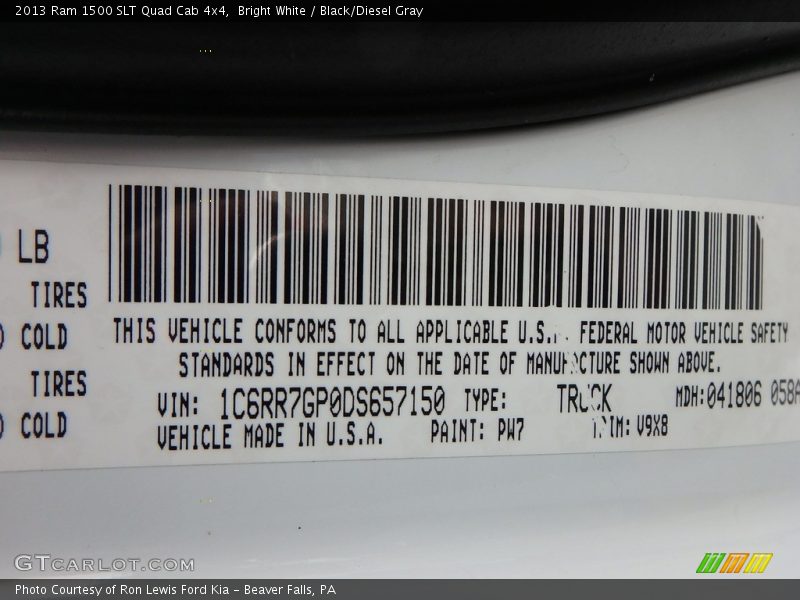 2013 Ram 1500 SLT Quad Cab 4x4,  Bright White / Black/Diesel Gray
LB
TIRES
COLD
TIRES
COLD
THIS VEHICLE CONFORMS TO ALL APPLICABLE U.S. FEDERAL MOTOR VEHICLE SAFETY
STANDARDS IN EFFECT ON THE DATE OF MANUFACTURE SHOWN ABOVE.
VIN: 1C6RR7GP0DS657150 TYPE: TRUCK MDH:041806 058A
VEHICLE MADE IN U.S.A. PAINT: PW7 TRIM: V9X8
GTCARLOT.COM
Photo Courtesy of Ron Lewis Ford Kia - Beaver Falls, PA